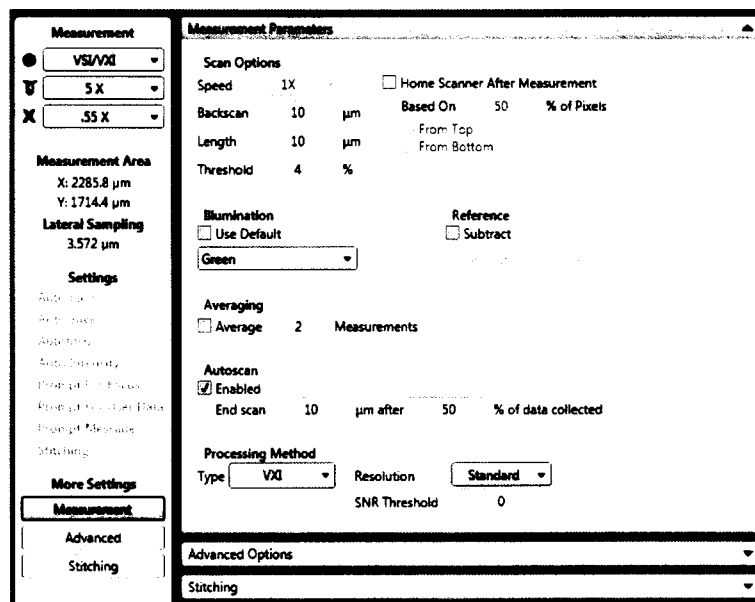 Measurement
VSI/VXI
5 X
.55 X
Measurement Area
X: 2285.8 µm
Y: 1714.4 µm
Lateral Sampling
3.572 µm
Settings
Prompt Message
Stitching
More Settings
Measurement
Advanced
Stitching
Measurement Parameters
Scan Options
Speed 1X
Home Scanner After Measurement
Backscan 10 µm
Based On 50 % of Pixels
From Top
Length 10 µm
From Bottom
Threshold 4 %
Illumination
Reference
Use Default
Subtract
Green
Averaging
Average 2 Measurements
Autoscan
Enabled
End scan 10 µm after 50 % of data collected
Processing Method
Type VXI Resolution Standard
SNR Threshold 0
Advanced Options
Stitching